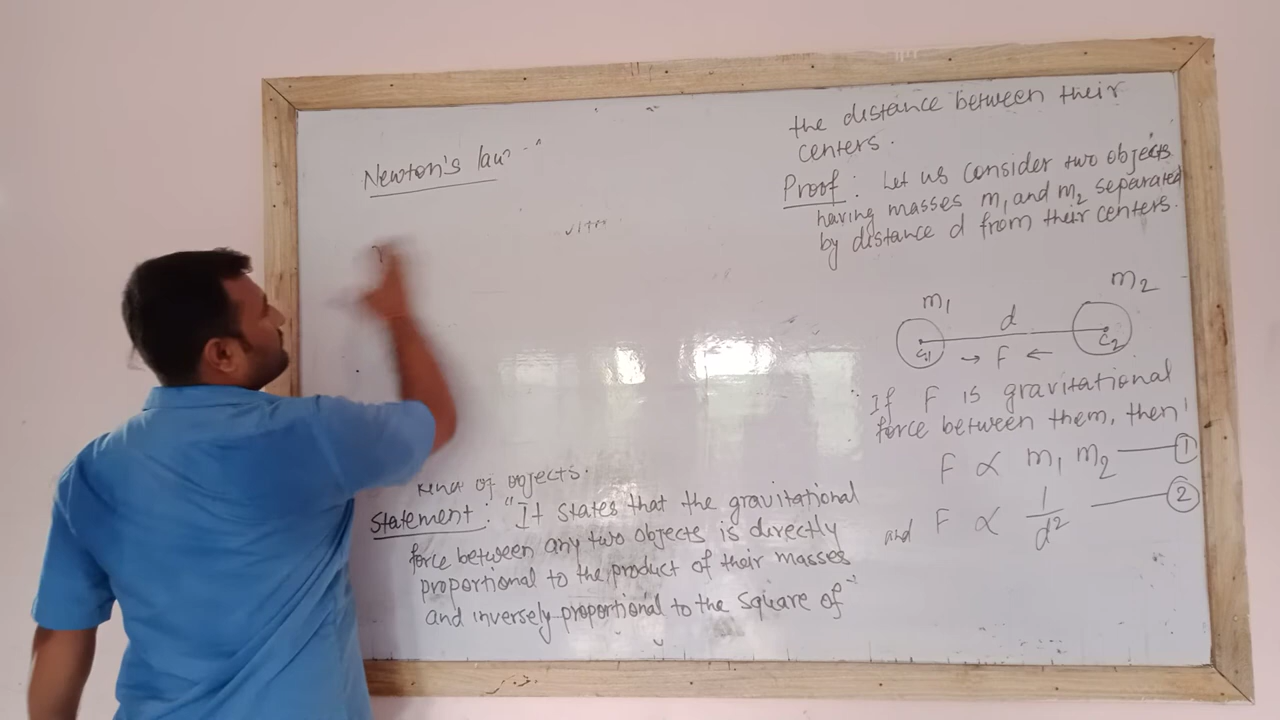 Newton's law
kind of objects.
Statement : "It states that the gravitational
force between any two objects is directly
proportional to the product of their masses
and inversely proportional to the square of
the distance between their
centers.
Proof : Let us consider two objects
having masses m₁ and m₂ separated
by distance d from their centers.
m₁ m₂
d
C₁ → F ← C₂
If F is gravitational
force between them, then
F ∝ m₁ m₂ — ①
and F ∝ 1/d² — ②